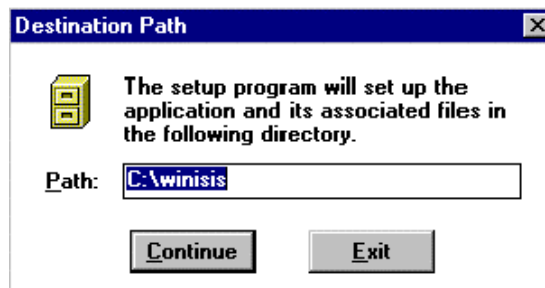 Destination Path
The setup program will set up the
application and its associated files in
the following directory.
Path:
C:\winisis
Continue
Exit